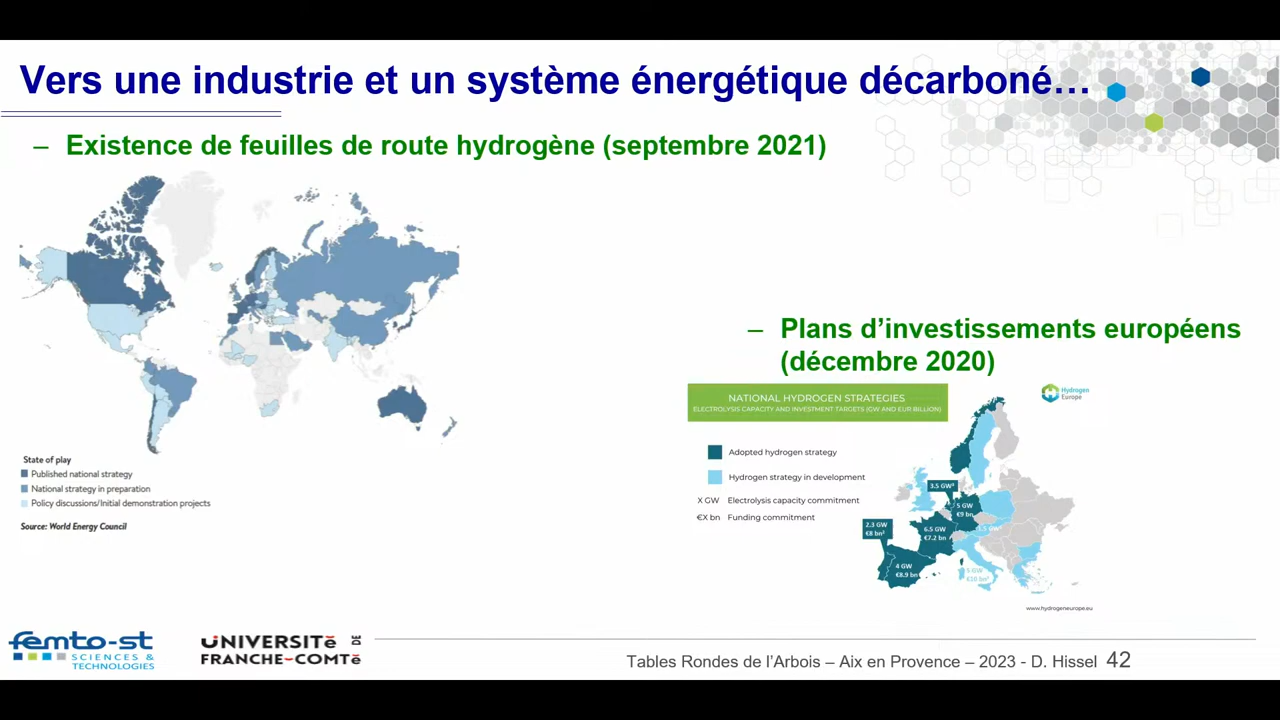 Vers une industrie et un système énergétique décarboné…
– Existence de feuilles de route hydrogène (septembre 2021)
State of play
Published national strategy
National strategy in preparation
Policy discussions/Initial demonstration projects
Source: World Energy Council
– Plans d’investissements européens
(décembre 2020)
NATIONAL HYDROGEN STRATEGIES
ELECTROLYSIS CAPACITY AND INVESTMENT TARGETS (GW AND EUR BILLION)
Hydrogen
Europe
Adopted hydrogen strategy
Hydrogen strategy in development
X GW Electrolysis capacity commitment
€X bn Funding commitment
3.5 GW
5 GW
€9 bn
2.3 GW
€8 bn²
6.5 GW
€7.2 bn
4 GW
€8.9 bn
5 GW
€10 bn
www.hydrogeneurope.eu
femto-st
SCIENCES &
TECHNOLOGIES
UNIVERSITé DE
FRANCHE-COMTé
Tables Rondes de l’Arbois – Aix en Provence – 2023 - D. Hissel 42